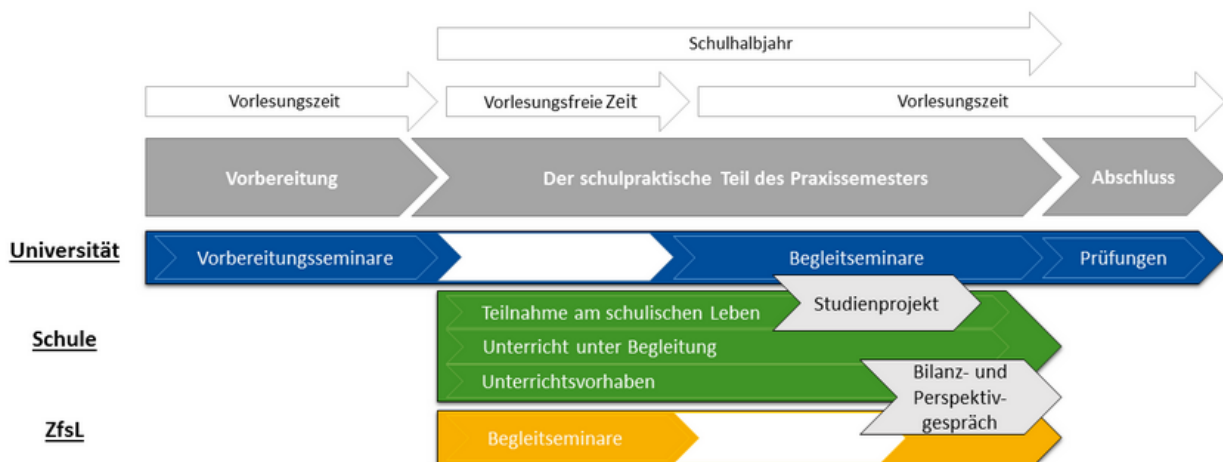 Schulhalbjahr
Vorlesungszeit
Vorlesungsfreie Zeit
Vorlesungszeit
Vorbereitung
Der schulpraktische Teil des Praxissemesters
Abschluss
Universität
Vorbereitungsseminare
Begleitseminare
Prüfungen
Schule
Teilnahme am schulischen Leben
Studienprojekt
Unterricht unter Begleitung
Unterrichtsvorhaben
Bilanz- und
Perspektiv-
gespräch
ZfsL
Begleitseminare